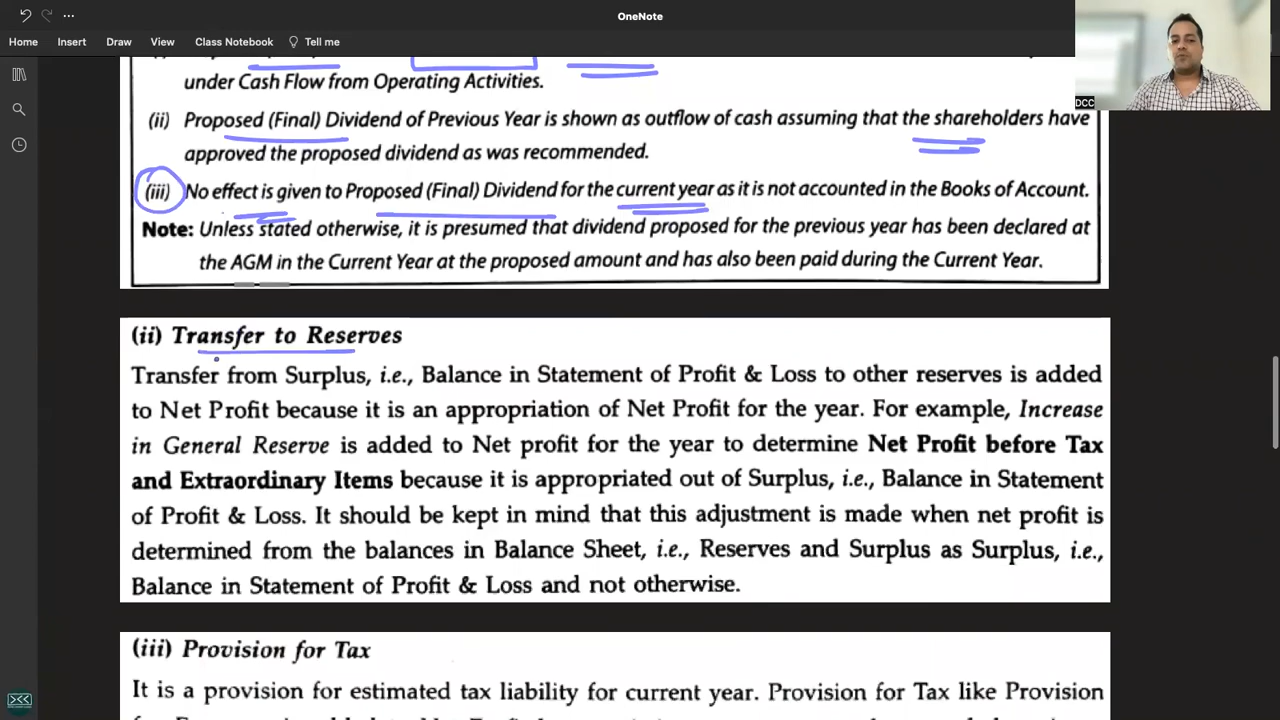 OneNote
Home Insert Draw View Class Notebook Tell me
DCC
under Cash Flow from Operating Activities.
(ii) Proposed (Final) Dividend of Previous Year is shown as outflow of cash assuming that the shareholders have
approved the proposed dividend as was recommended.
(iii) No effect is given to Proposed (Final) Dividend for the current year as it is not accounted in the Books of Account.
Note: Unless stated otherwise, it is presumed that dividend proposed for the previous year has been declared at
the AGM in the Current Year at the proposed amount and has also been paid during the Current Year.
(ii) Transfer to Reserves
Transfer from Surplus, i.e., Balance in Statement of Profit & Loss to other reserves is added
to Net Profit because it is an appropriation of Net Profit for the year. For example, Increase
in General Reserve is added to Net profit for the year to determine Net Profit before Tax
and Extraordinary Items because it is appropriated out of Surplus, i.e., Balance in Statement
of Profit & Loss. It should be kept in mind that this adjustment is made when net profit is
determined from the balances in Balance Sheet, i.e., Reserves and Surplus as Surplus, i.e.,
Balance in Statement of Profit & Loss and not otherwise.
(iii) Provision for Tax
It is a provision for estimated tax liability for current year. Provision for Tax like Provision